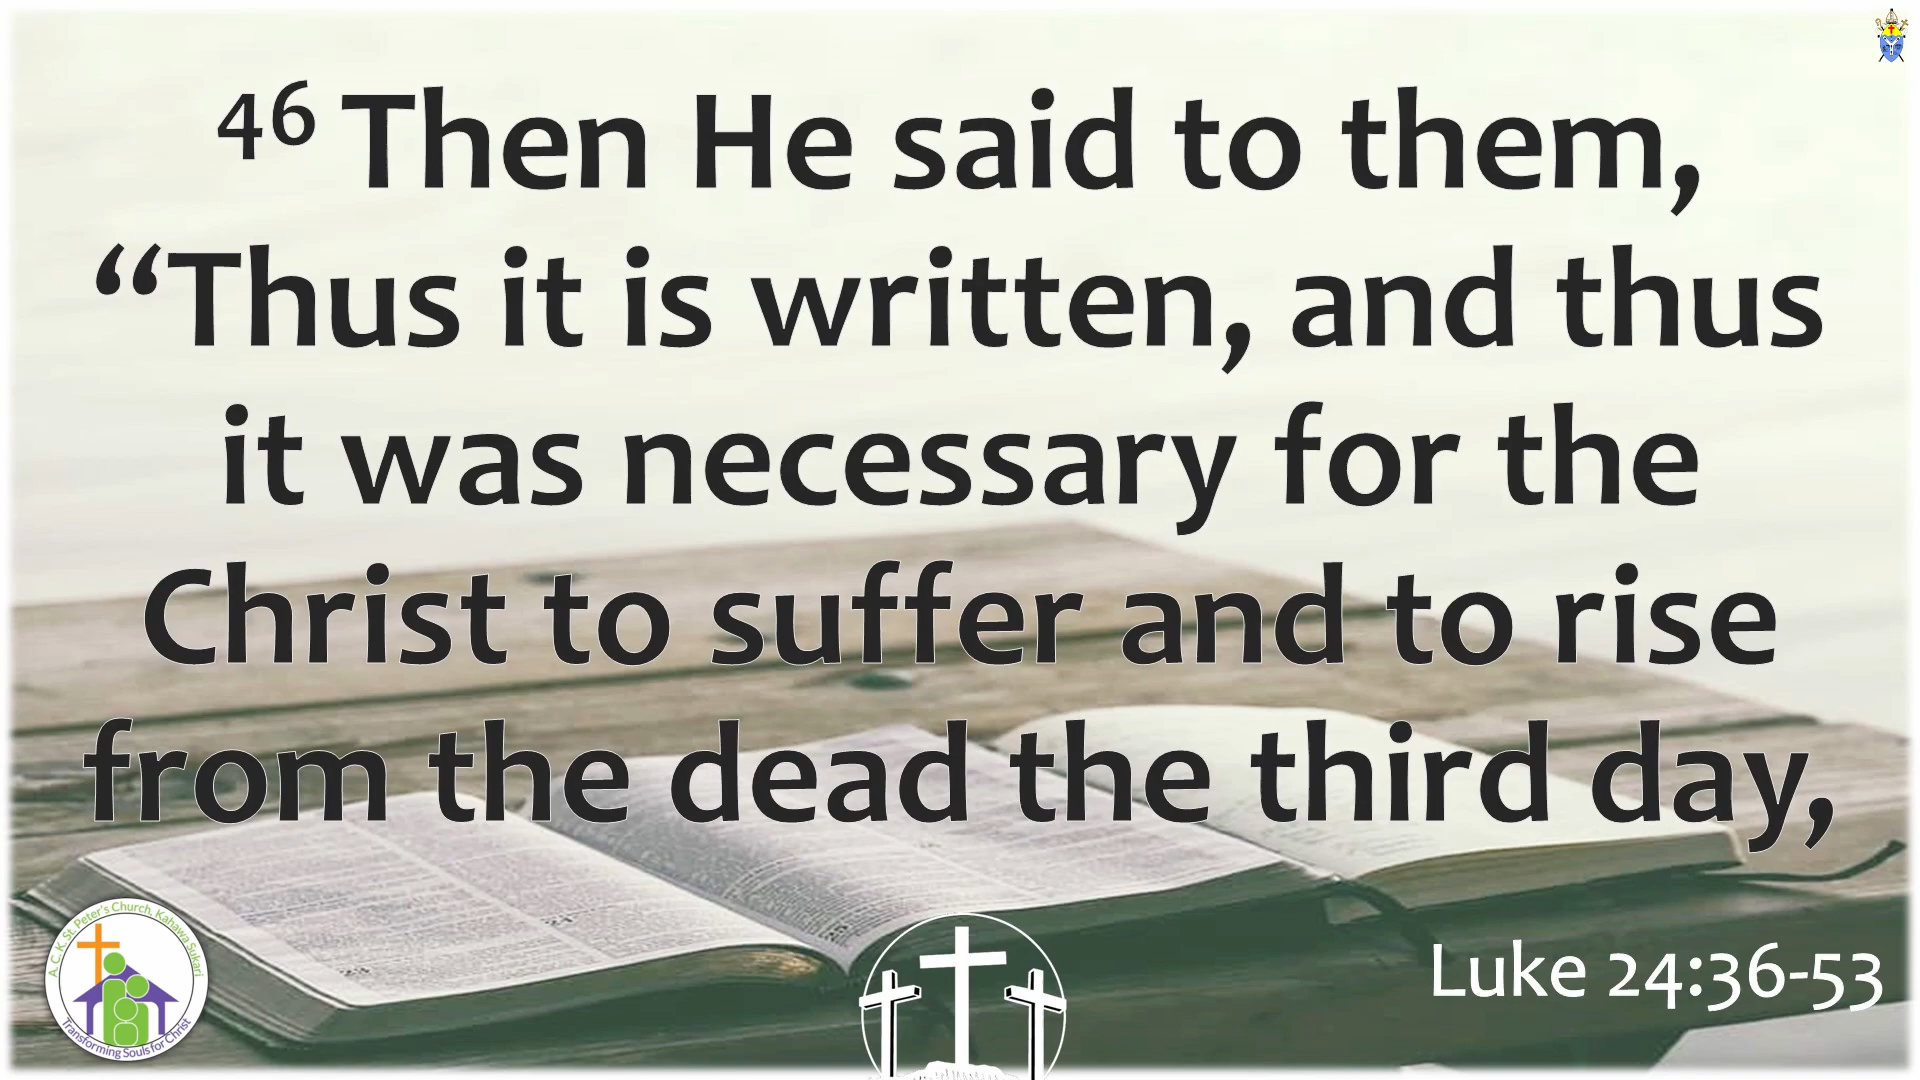 46 Then He said to them,
“Thus it is written, and thus
it was necessary for the
Christ to suffer and to rise
from the dead the third day,
Luke 24:36-53
A. C. K. St. Peter's Church, Kahawa Sukari
Transforming Souls for Christ